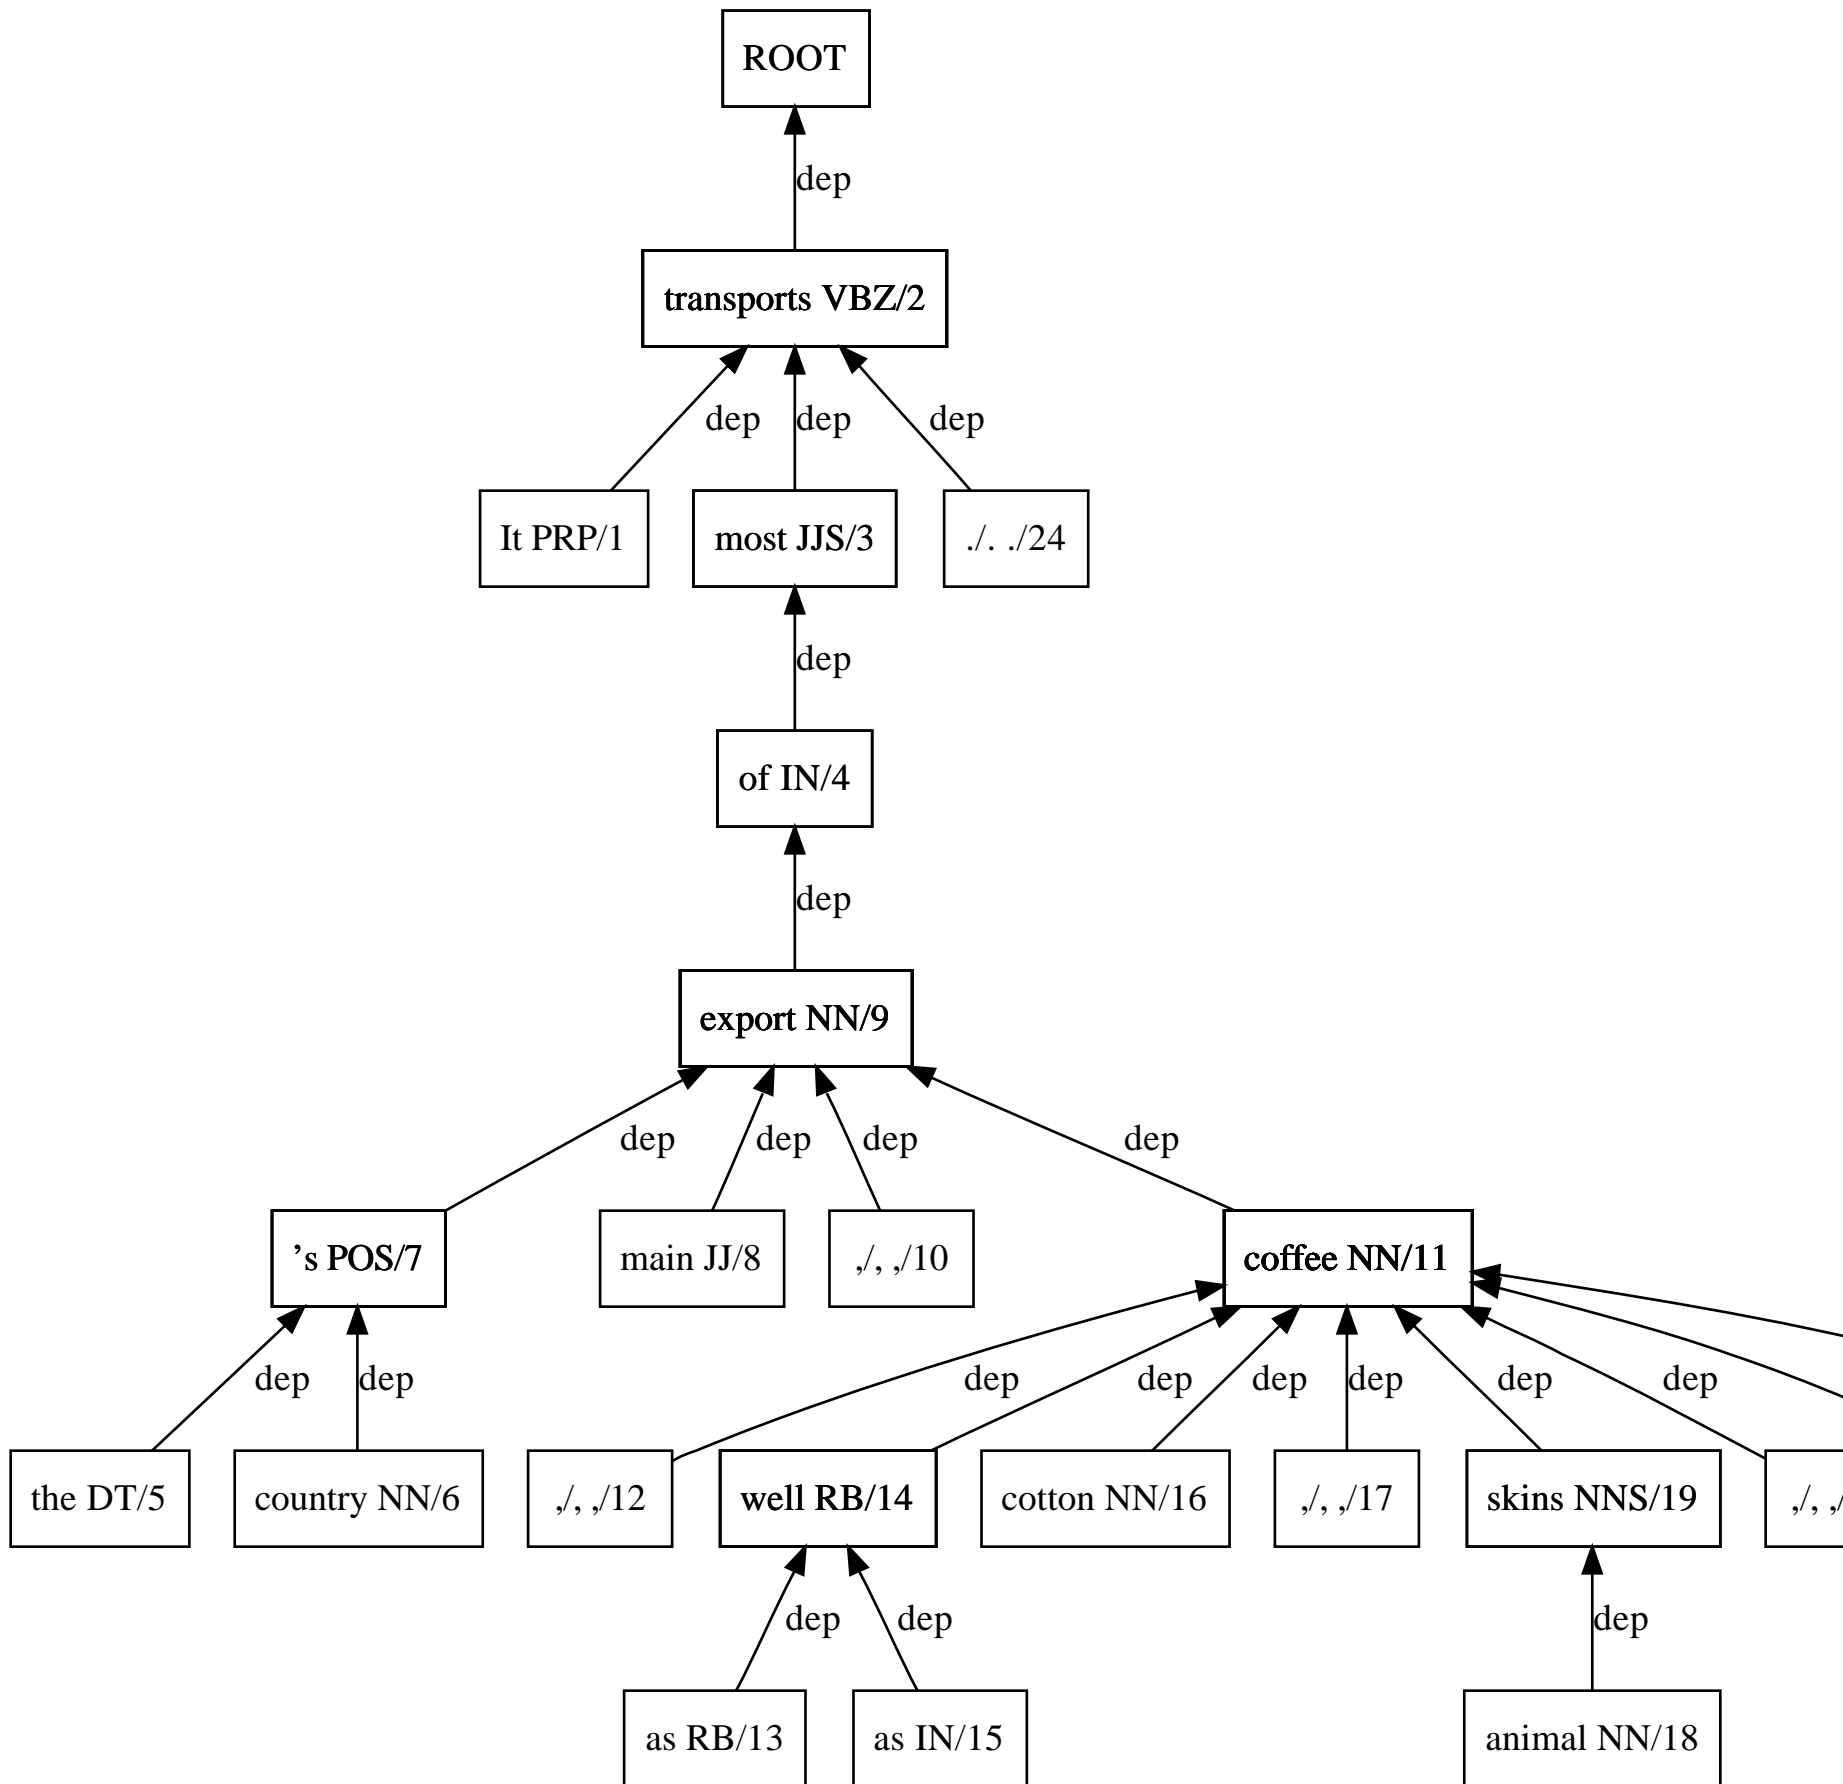 ROOT
dep
transports VBZ/2
dep dep dep
It PRP/1 most JJS/3 ./. ./24
dep
of IN/4
dep
export NN/9
dep dep dep dep
’s POS/7 main JJ/8 ,/, ,/10 coffee NN/11
dep dep dep dep dep dep dep dep
the DT/5 country NN/6 ,/, ,/12 well RB/14 cotton NN/16 ,/, ,/17 skins NNS/19 ,/, ,/
dep dep dep
as RB/13 as IN/15 animal NN/18